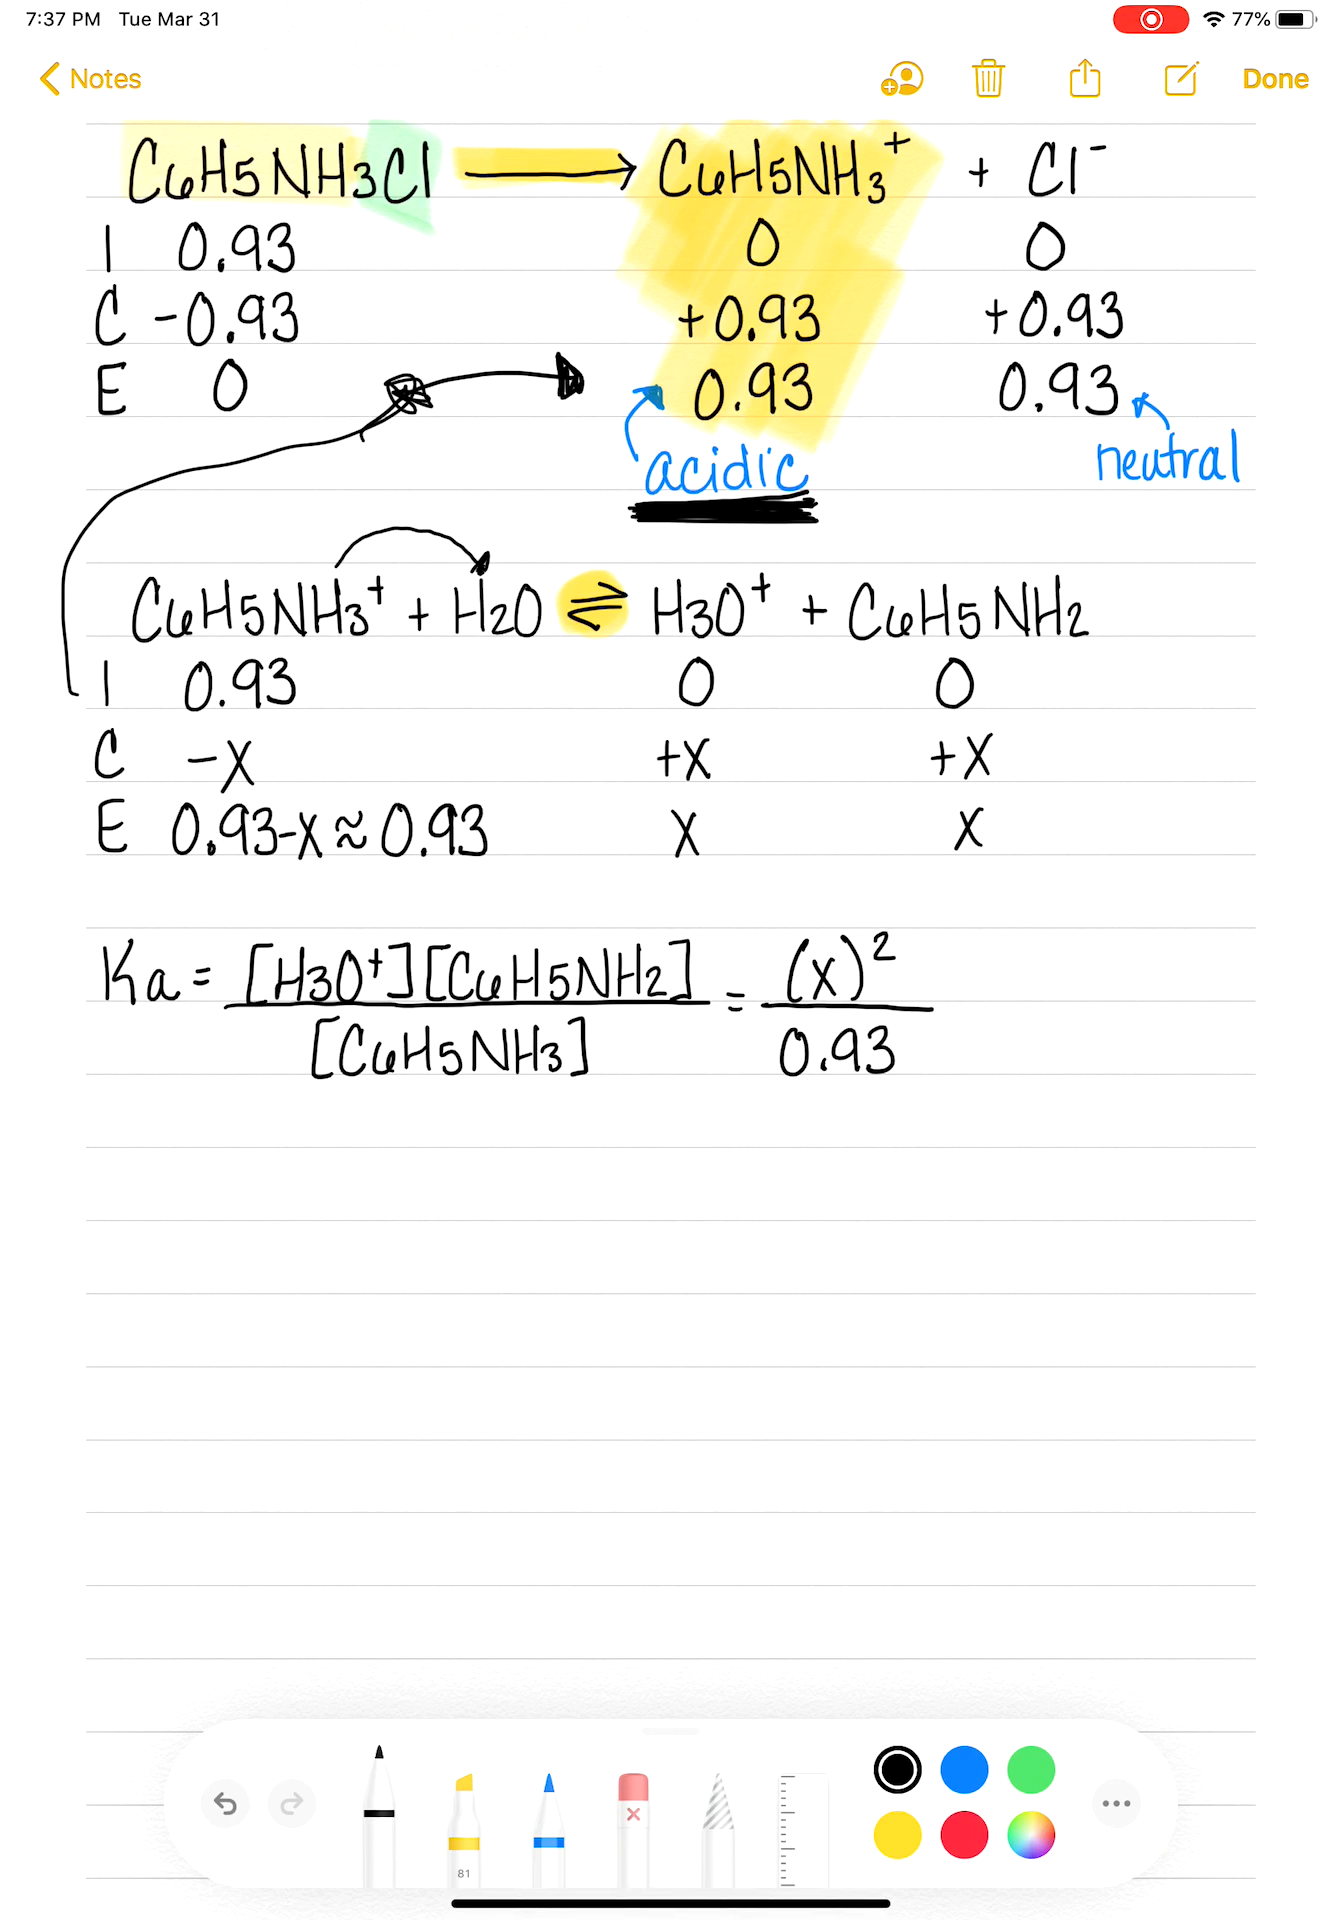 7:37 PM Tue Mar 31 77%
Notes Done
C6H5NH3Cl → C6H5NH3⁺ + Cl⁻
I 0.93 0 0
C -0.93 +0.93 +0.93
E 0 0.93 0.93
acidic neutral
C6H5NH3⁺ + H2O ⇌ H3O⁺ + C6H5NH2
I 0.93 0 0
C -X +X +X
E 0.93-X ≈ 0.93 X X
Ka = [H3O⁺][C6H5NH2] = (X)²
[C6H5NH3] 0.93
81